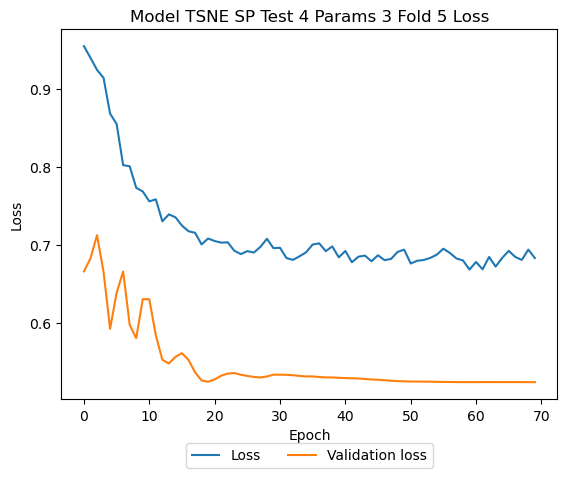 Model TSNE SP Test 4 Params 3 Fold 5 Loss
0.9
0.8
0.7
0.6
Loss
0 10 20 30 40 50 60 70
Epoch
Loss Validation loss